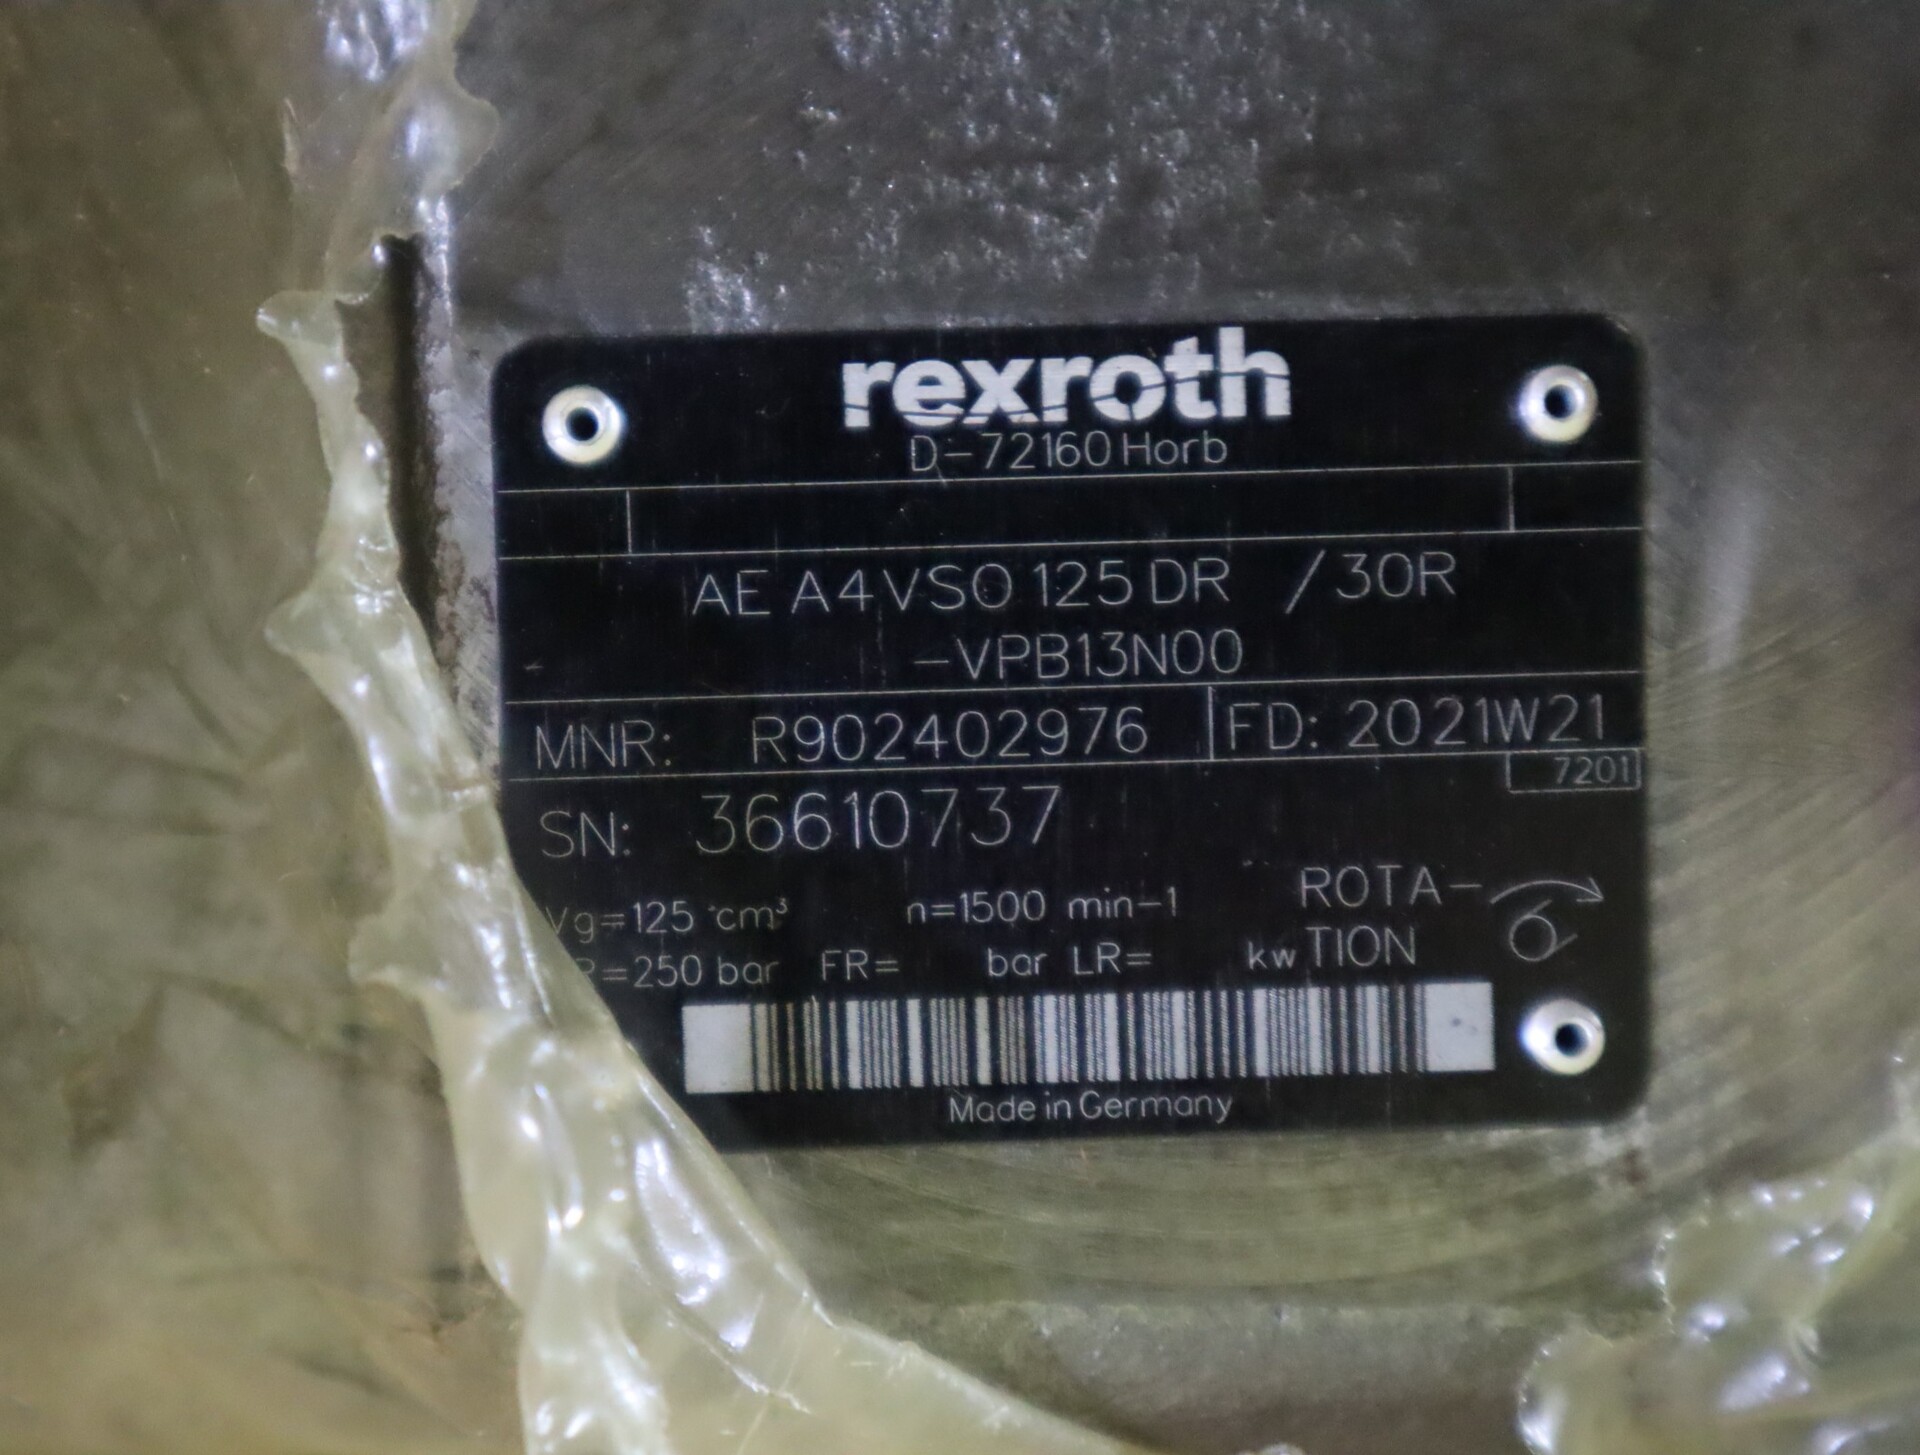 rexroth
D-72160 Horb
AE A4VSO 125 DR /30R
-VPB13N00
MNR: R902402976 FD: 2021W21
7201
SN: 36610737
Vg=125 cm³ n=1500 min-1 ROTA-
=250 bar FR= bar LR= kw TION
Made in Germany